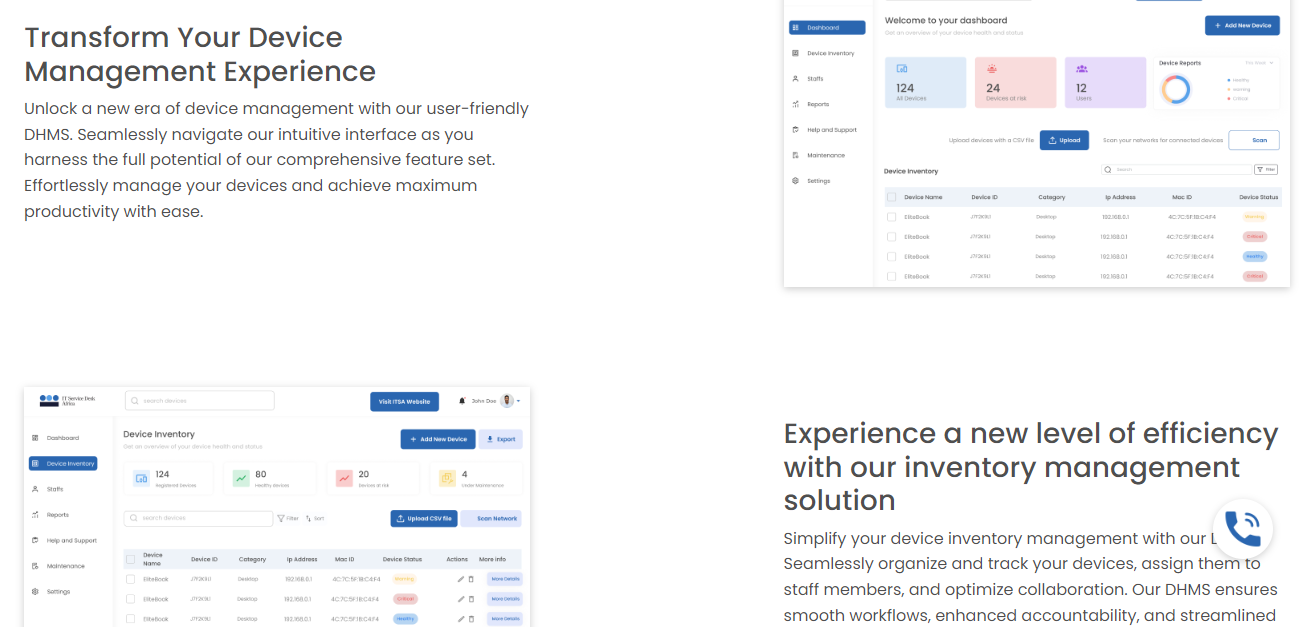 Transform Your Device
Management Experience
Unlock a new era of device management with our user-friendly
DHMS. Seamlessly navigate our intuitive interface as you
harness the full potential of our comprehensive feature set.
Effortlessly manage your devices and achieve maximum
productivity with ease.
Dashboard
Device Inventory
Staffs
Reports
Help and Support
Maintenance
Settings
Welcome to your dashboard
Get an overview of your device health and status
+ Add New Device
124
All Devices
24
Devices at risk
12
Users
Device Reports
Healthy
Warning
Critical
Upload devices with a CSV file
Upload
Scan your networks for connected devices
Scan
Device Inventory
Search
Filter
Device Name Device ID Category Ip Address Mac ID Device Status
EliteBook J7F2K9LI Desktop 192.168.0.1 4C:7C:5F:1B:C4:F4 Warning
EliteBook J7F2K9LI Desktop 192.168.0.1 4C:7C:5F:1B:C4:F4 Critical
EliteBook J7F2K9LI Desktop 192.168.0.1 4C:7C:5F:1B:C4:F4 Healthy
EliteBook J7F2K9LI Desktop 192.168.0.1 4C:7C:5F:1B:C4:F4 Critical
IT Service Desk
Africa
search devices
Visit ITSA Website
John Doe
Dashboard
Device Inventory
Staffs
Reports
Help and Support
Maintenance
Settings
Device Inventory
Get an overview of your device health and status
+ Add New Device
Export
124
Registered Devices
80
Healthy devices
20
Devices at risk
4
Under Maintenance
search devices
Filter
Sort
Upload CSV file
Scan Network
Device Name Device ID Category Ip Address Mac ID Device Status Actions More info
EliteBook J7F2K9LI Desktop 192.168.0.1 4C:7C:5F:1B:C4:F4 Warning More Details
EliteBook J7F2K9LI Desktop 192.168.0.1 4C:7C:5F:1B:C4:F4 Critical More Details
EliteBook J7F2K9LI Desktop 192.168.0.1 4C:7C:5F:1B:C4:F4 Healthy More Details
Experience a new level of efficiency
with our inventory management
solution
Simplify your device inventory management with our
Seamlessly organize and track your devices, assign them to
staff members, and optimize collaboration. Our DHMS ensures
smooth workflows, enhanced accountability, and streamlined